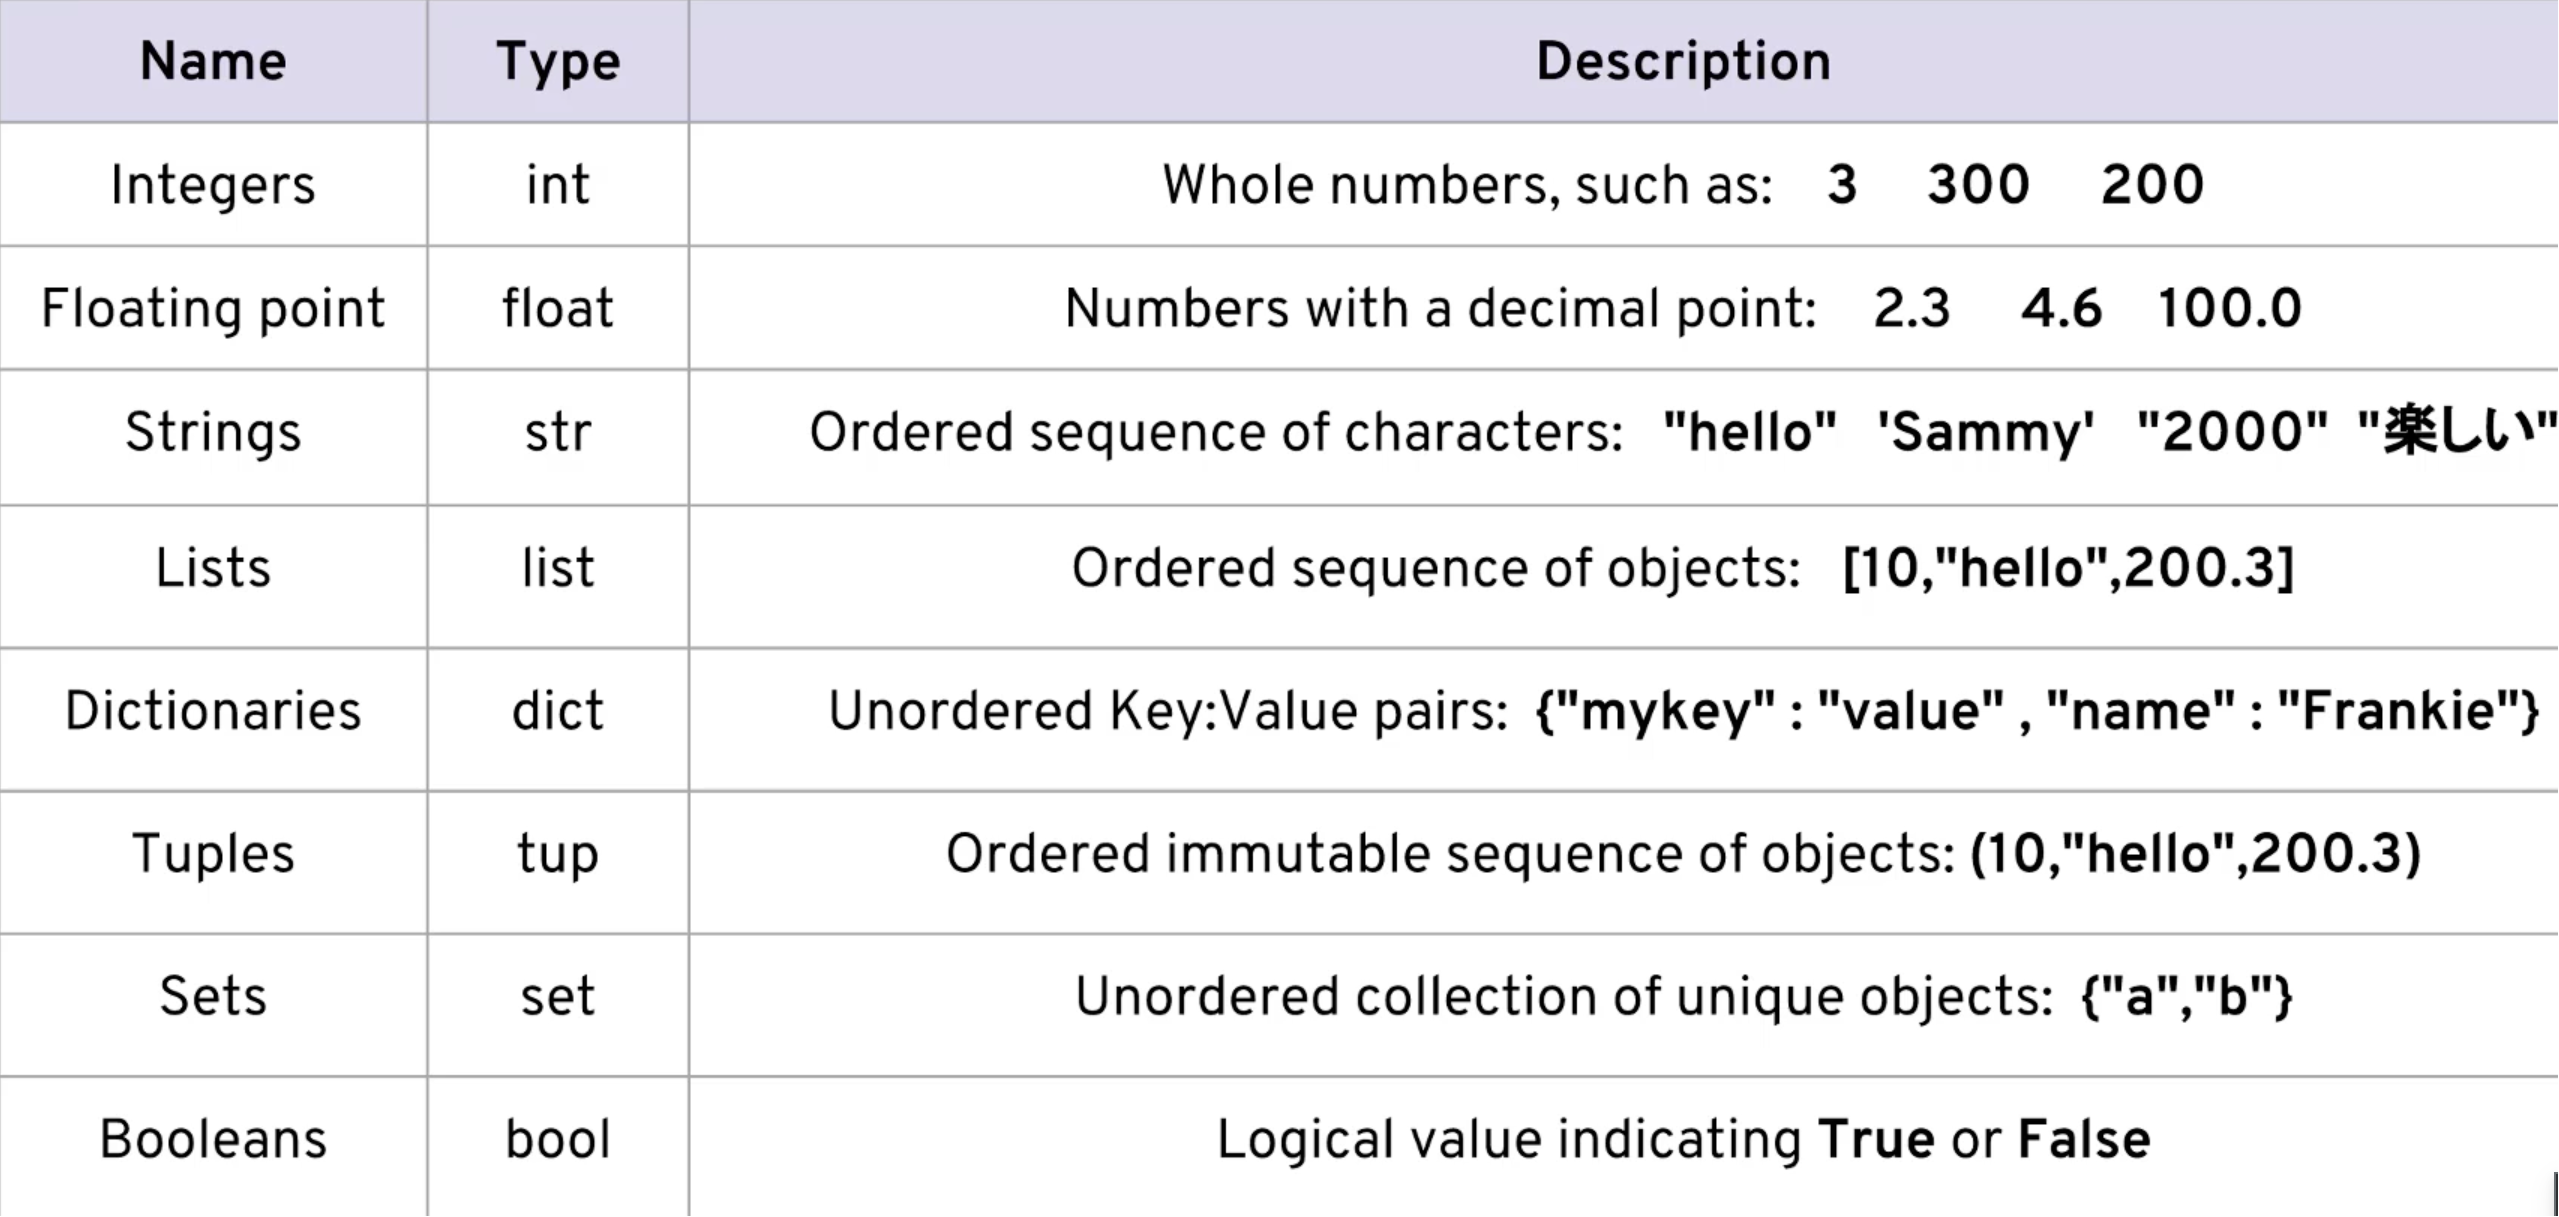 Name Type Description
Integers int Whole numbers, such as: 3 300 200
Floating point float Numbers with a decimal point: 2.3 4.6 100.0
Strings str Ordered sequence of characters: "hello" 'Sammy' "2000" "楽しい"
Lists list Ordered sequence of objects: [10,"hello",200.3]
Dictionaries dict Unordered Key:Value pairs: {"mykey" : "value" , "name" : "Frankie"}
Tuples tup Ordered immutable sequence of objects: (10,"hello",200.3)
Sets set Unordered collection of unique objects: {"a","b"}
Booleans bool Logical value indicating True or False